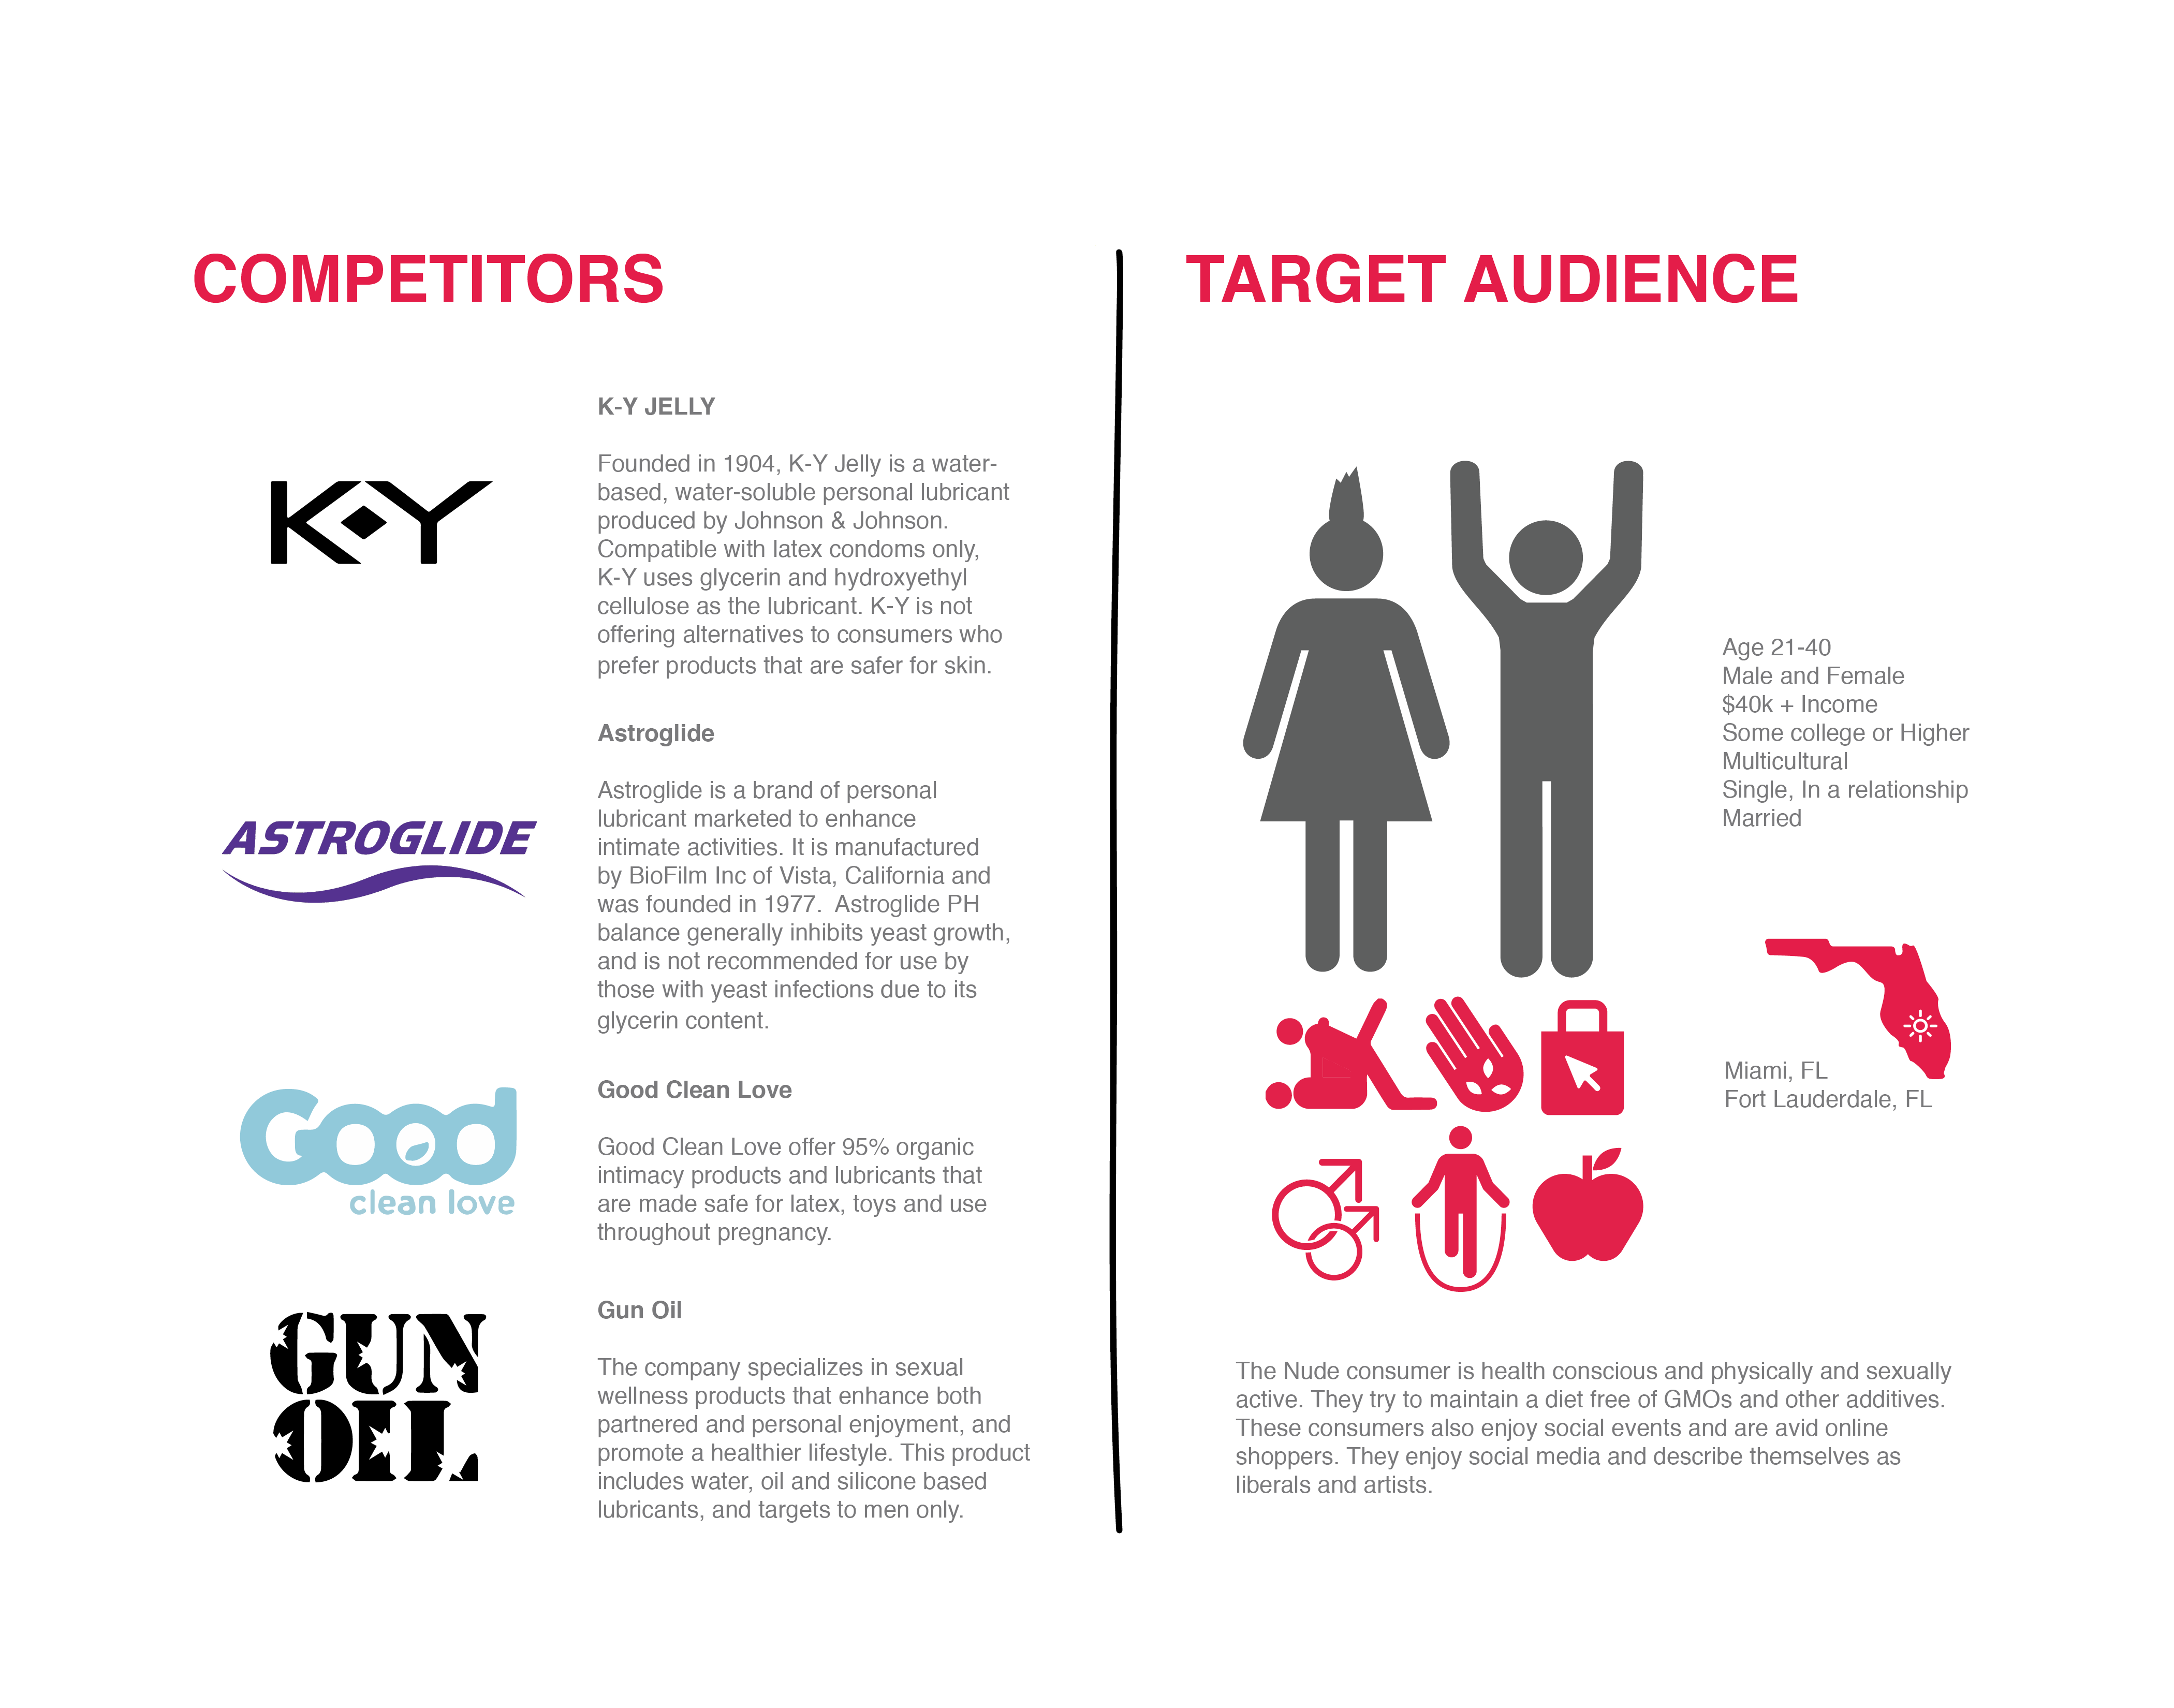 COMPETITORS
K-Y
K-Y JELLY
Founded in 1904, K-Y Jelly is a water-
based, water-soluble personal lubricant
produced by Johnson & Johnson.
Compatible with latex condoms only,
K-Y uses glycerin and hydroxyethyl
cellulose as the lubricant. K-Y is not
offering alternatives to consumers who
prefer products that are safer for skin.
ASTROGLIDE
Astroglide
Astroglide is a brand of personal
lubricant marketed to enhance
intimate activities. It is manufactured
by BioFilm Inc of Vista, California and
was founded in 1977.  Astroglide PH
balance generally inhibits yeast growth,
and is not recommended for use by
those with yeast infections due to its
glycerin content.
Good
clean love
Good Clean Love
Good Clean Love offer 95% organic
intimacy products and lubricants that
are made safe for latex, toys and use
throughout pregnancy.
GUN
OIL
Gun Oil
The company specializes in sexual
wellness products that enhance both
partnered and personal enjoyment, and
promote a healthier lifestyle. This product
includes water, oil and silicone based
lubricants, and targets to men only.
TARGET AUDIENCE
Age 21-40
Male and Female
$40k + Income
Some college or Higher
Multicultural
Single, In a relationship
Married
Miami, FL
Fort Lauderdale, FL
The Nude consumer is health conscious and physically and sexually
active. They try to maintain a diet free of GMOs and other additives.
These consumers also enjoy social events and are avid online
shoppers. They enjoy social media and describe themselves as
liberals and artists.